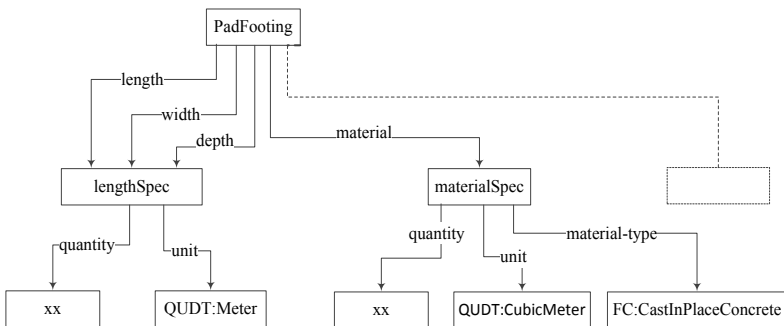 PadFooting
length
width
depth
material
lengthSpec
materialSpec
quantity
unit
quantity
unit
material-type
xx
QUDT:Meter
xx
QUDT:CubicMeter
FC:CastInPlaceConcrete